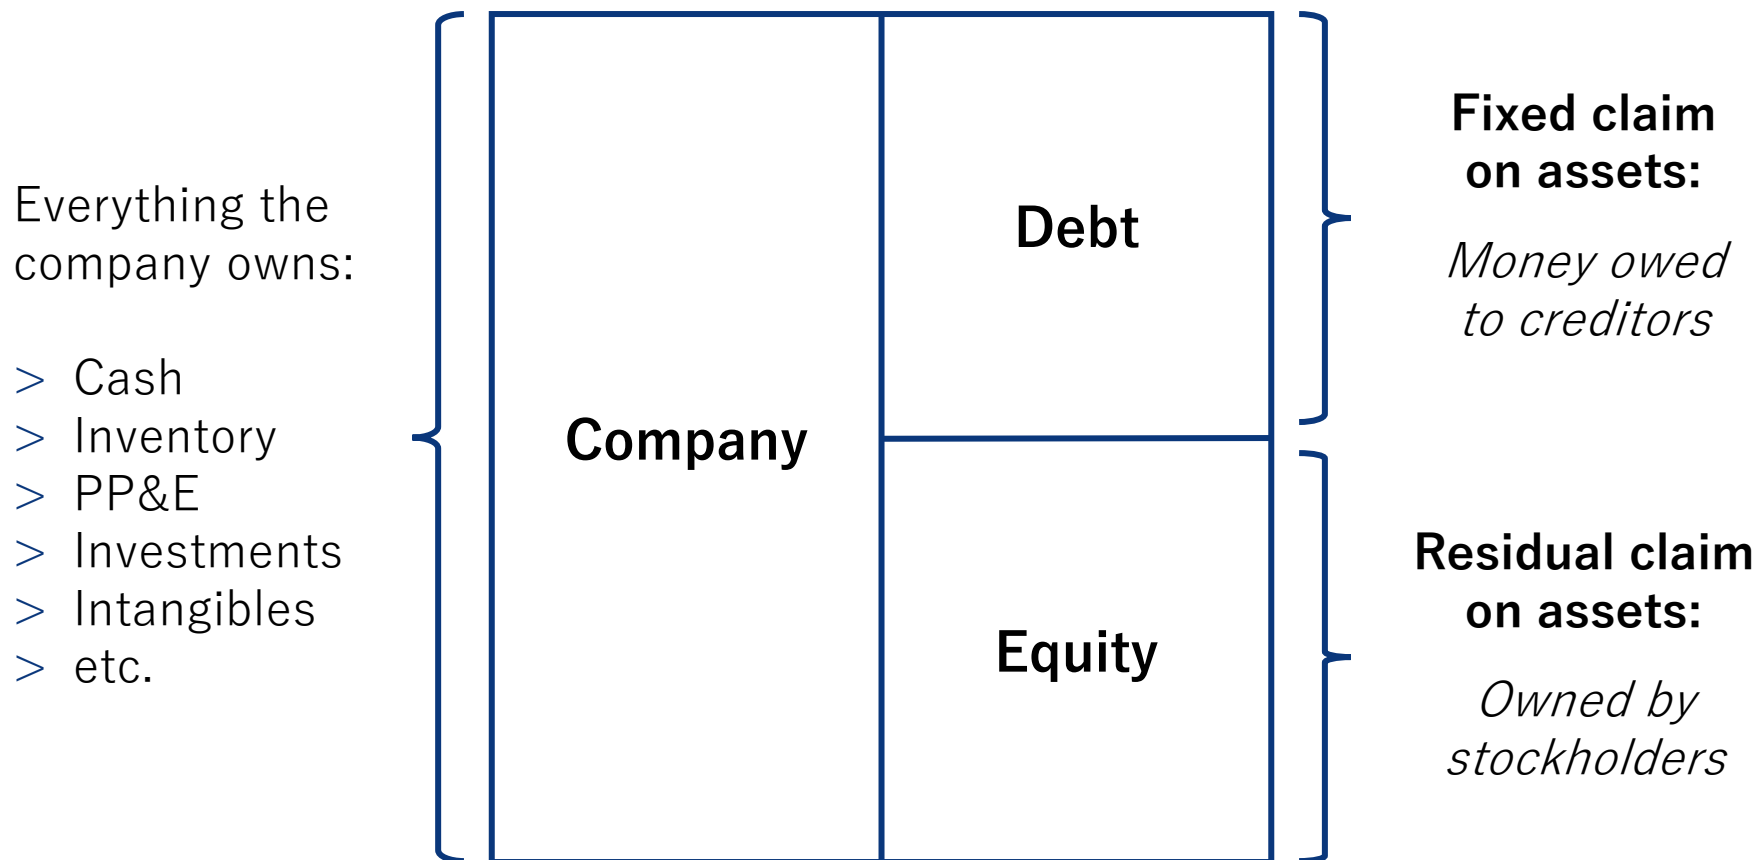 Everything the
company owns:
> Cash
> Inventory
> PP&E
> Investments
> Intangibles
> etc.
Company
Debt
Equity
Fixed claim
on assets:
Money owed
to creditors
Residual claim
on assets:
Owned by
stockholders